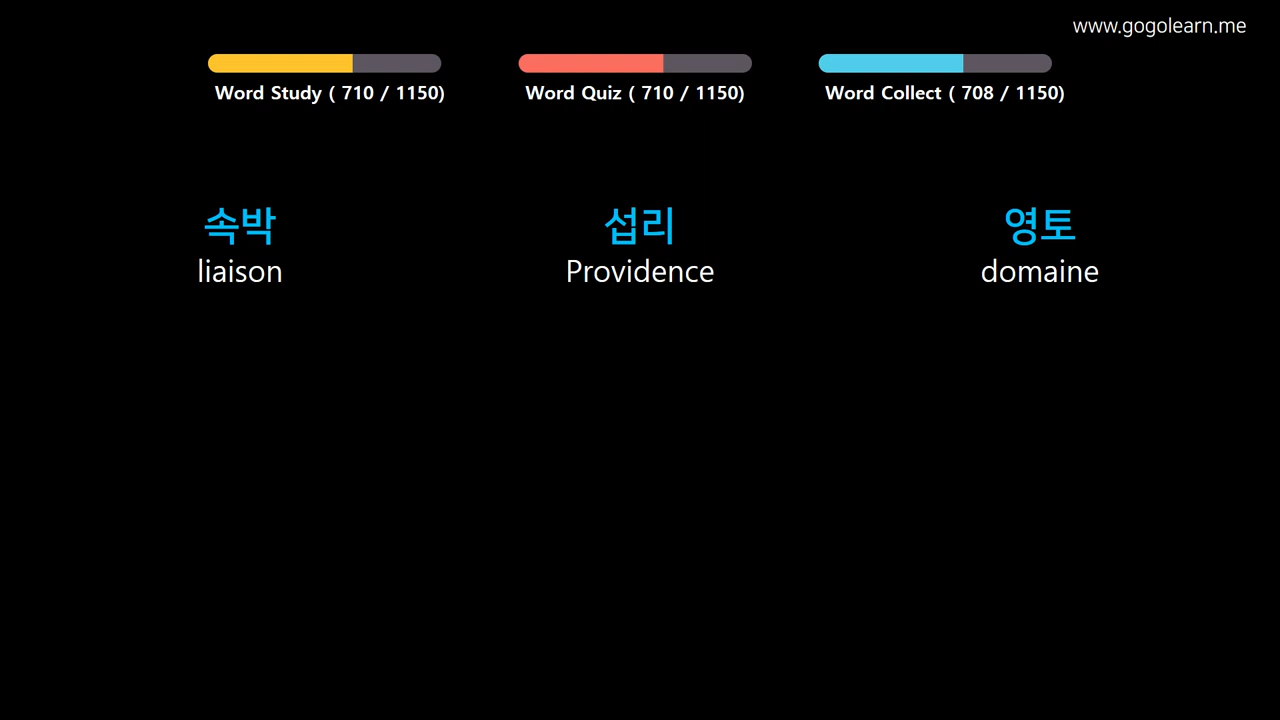 www.gogolearn.me
Word Study ( 710 / 1150)
Word Quiz ( 710 / 1150)
Word Collect ( 708 / 1150)
속박
liaison
섭리
Providence
영토
domaine